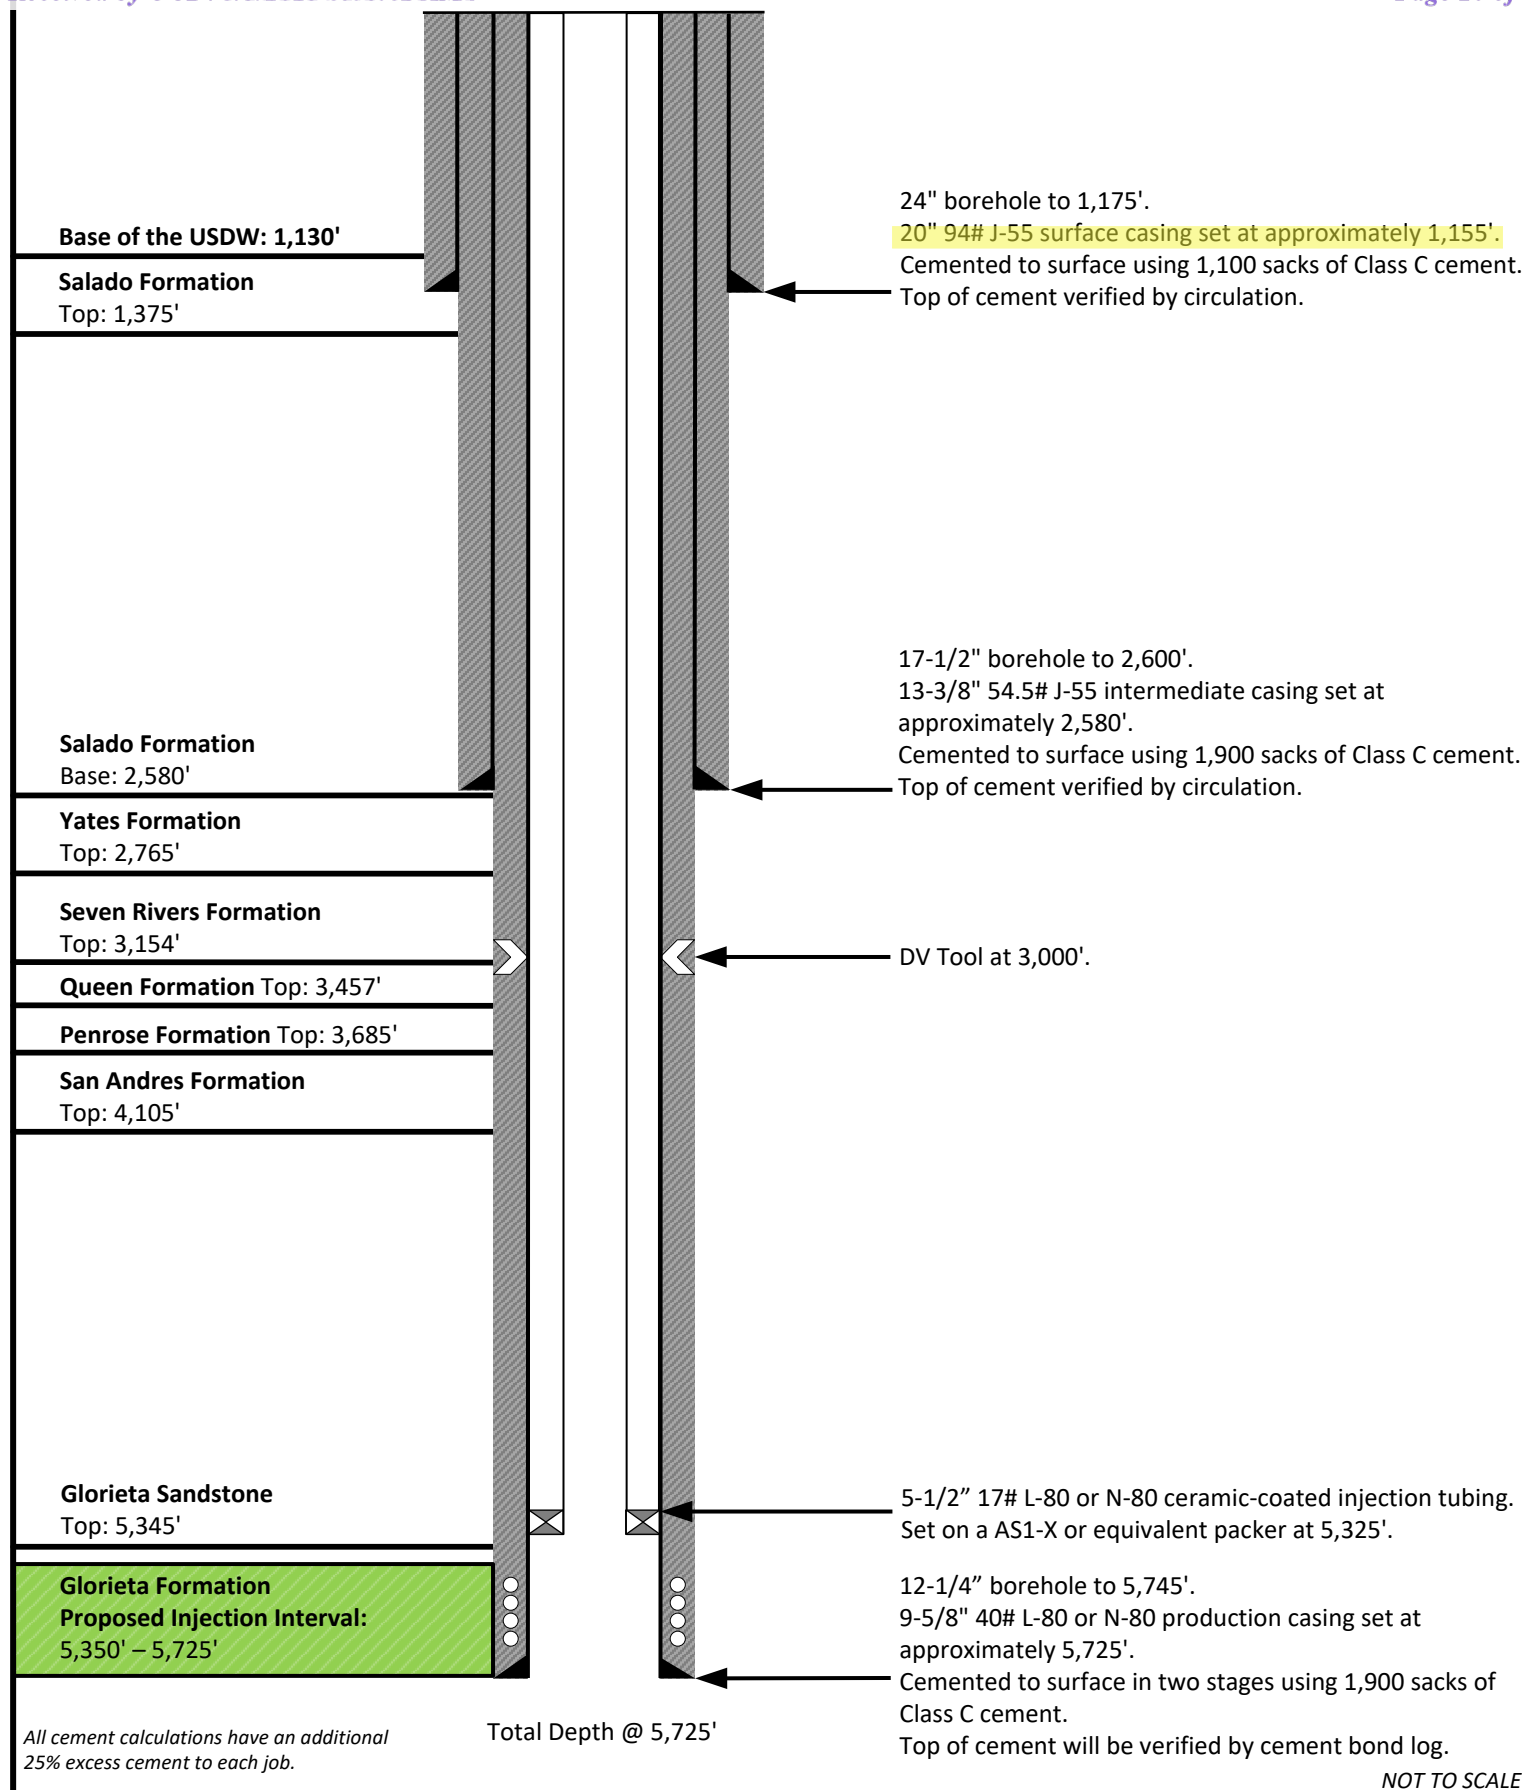 Base of the USDW: 1,130'
Salado Formation
Top: 1,375'
24" borehole to 1,175'.
20" 94# J-55 surface casing set at approximately 1,155'.
Cemented to surface using 1,100 sacks of Class C cement.
Top of cement verified by circulation.
17-1/2" borehole to 2,600'.
13-3/8" 54.5# J-55 intermediate casing set at
approximately 2,580'.
Cemented to surface using 1,900 sacks of Class C cement.
Top of cement verified by circulation.
Salado Formation
Base: 2,580'
Yates Formation
Top: 2,765'
Seven Rivers Formation
Top: 3,154'
DV Tool at 3,000'.
Queen Formation Top: 3,457'
Penrose Formation Top: 3,685'
San Andres Formation
Top: 4,105'
Glorieta Sandstone
Top: 5,345'
5-1/2” 17# L-80 or N-80 ceramic-coated injection tubing.
Set on a AS1-X or equivalent packer at 5,325'.
Glorieta Formation
Proposed Injection Interval:
5,350' – 5,725'
12-1/4” borehole to 5,745'.
9-5/8" 40# L-80 or N-80 production casing set at
approximately 5,725'.
Cemented to surface in two stages using 1,900 sacks of
Class C cement.
Top of cement will be verified by cement bond log.
Total Depth @ 5,725'
All cement calculations have an additional
25% excess cement to each job.
NOT TO SCALE